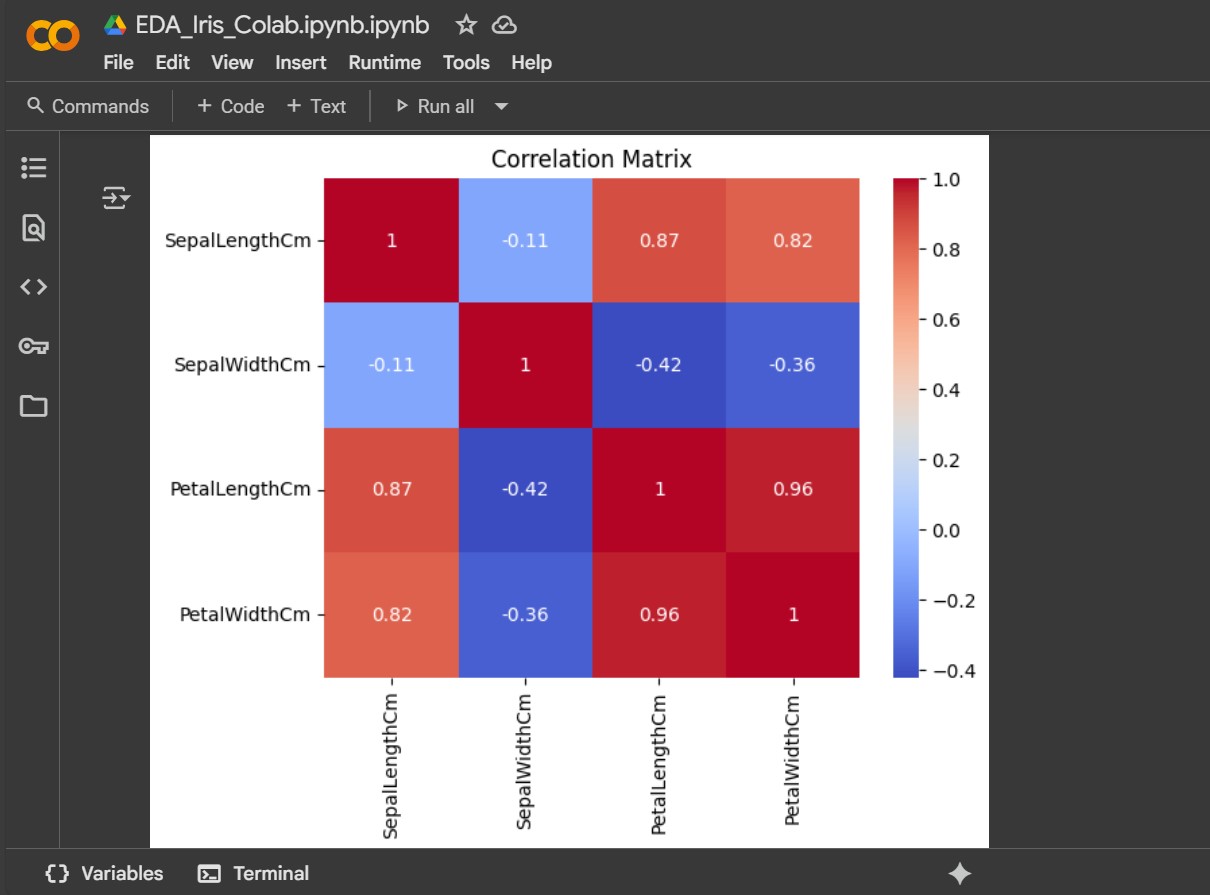 EDA_Iris_Colab.ipynb.ipynb
File Edit View Insert Runtime Tools Help
Commands + Code + Text Run all
Correlation Matrix
SepalLengthCm 1 -0.11 0.87 0.82
SepalWidthCm -0.11 1 -0.42 -0.36
PetalLengthCm 0.87 -0.42 1 0.96
PetalWidthCm 0.82 -0.36 0.96 1
SepalLengthCm SepalWidthCm PetalLengthCm PetalWidthCm
1.0
0.8
0.6
0.4
0.2
0.0
−0.2
−0.4
Variables Terminal